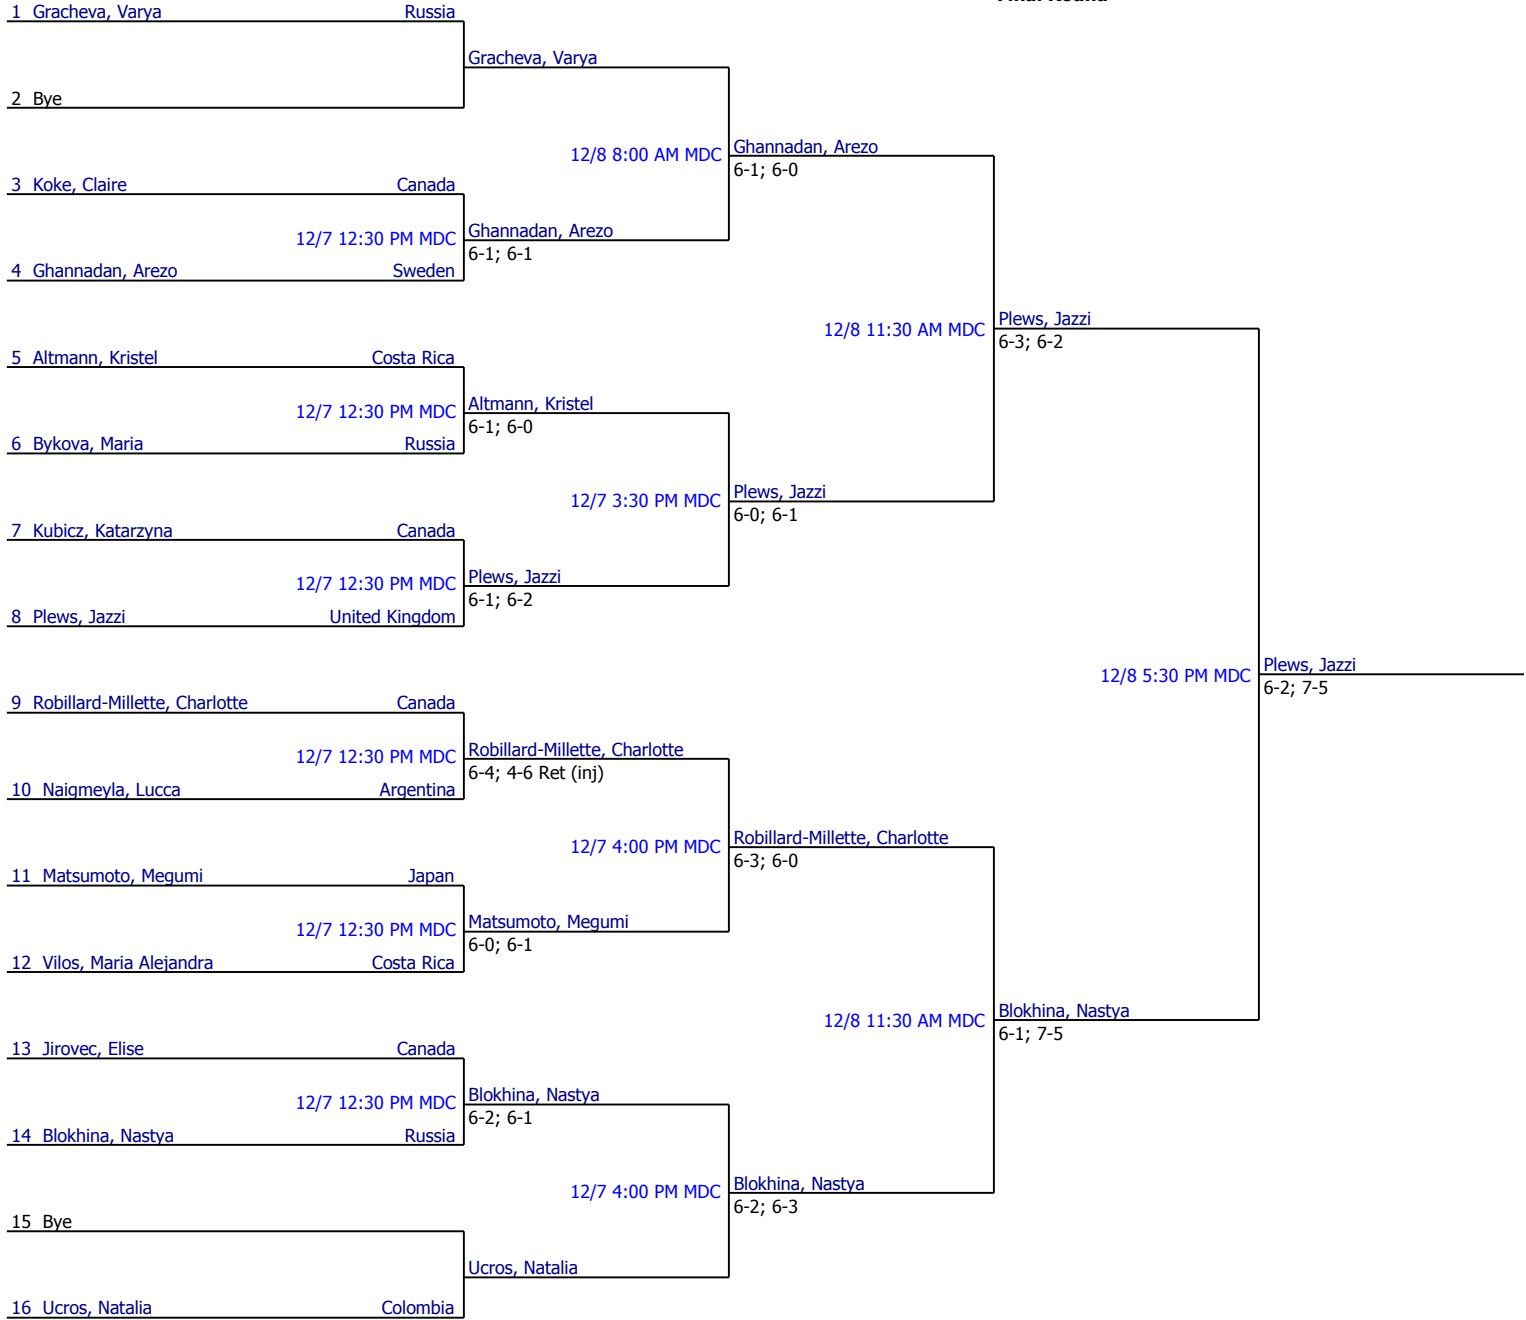 1 Gracheva, Varya Russia
Gracheva, Varya
2 Bye
12/8 8:00 AM MDC Ghannadan, Arezo
6-1; 6-0
3 Koke, Claire Canada
12/7 12:30 PM MDC Ghannadan, Arezo
6-1; 6-1
4 Ghannadan, Arezo Sweden
12/8 11:30 AM MDC Plews, Jazzi
6-3; 6-2
5 Altmann, Kristel Costa Rica
12/7 12:30 PM MDC Altmann, Kristel
6-1; 6-0
6 Bykova, Maria Russia
12/7 3:30 PM MDC Plews, Jazzi
6-0; 6-1
7 Kubicz, Katarzyna Canada
12/7 12:30 PM MDC Plews, Jazzi
6-1; 6-2
8 Plews, Jazzi United Kingdom
12/8 5:30 PM MDC Plews, Jazzi
6-2; 7-5
9 Robillard-Millette, Charlotte Canada
12/7 12:30 PM MDC Robillard-Millette, Charlotte
6-4; 4-6 Ret (inj)
10 Naigmeyla, Lucca Argentina
12/7 4:00 PM MDC Robillard-Millette, Charlotte
6-3; 6-0
11 Matsumoto, Megumi Japan
12/7 12:30 PM MDC Matsumoto, Megumi
6-0; 6-1
12 Vilos, Maria Alejandra Costa Rica
12/8 11:30 AM MDC Blokhina, Nastya
6-1; 7-5
13 Jirovec, Elise Canada
12/7 12:30 PM MDC Blokhina, Nastya
6-2; 6-1
14 Blokhina, Nastya Russia
12/7 4:00 PM MDC Blokhina, Nastya
6-2; 6-3
15 Bye
Ucros, Natalia
16 Ucros, Natalia Colombia